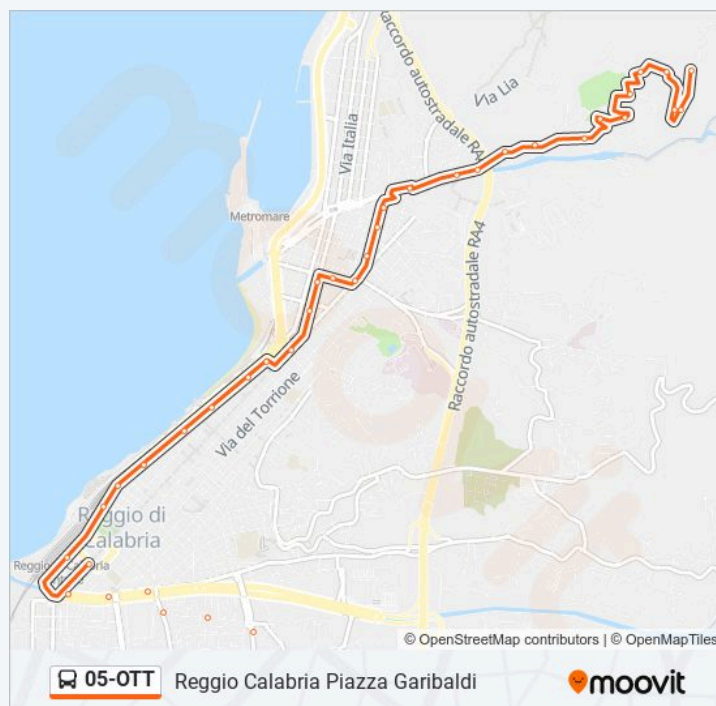 Raccordo autostradale RA4
Via Lia
Via Italia
Metromare
Raccordo autostradale RA4
Via del Torrione
Reggio di
Calabria
© OpenStreetMap contributors | © OpenMapTiles
05-OTT
Reggio Calabria Piazza Garibaldi
moovit